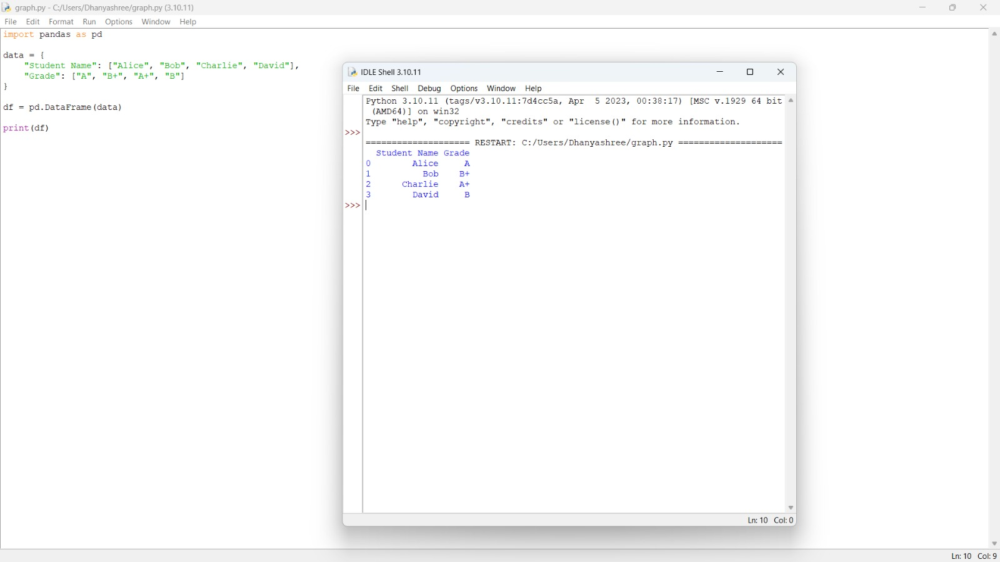 graph.py - C:/Users/Dhanyashree/graph.py (3.10.11)
File Edit Format Run Options Window Help
import pandas as pd
data = {
    "Student Name": ["Alice", "Bob", "Charlie", "David"],
    "Grade": ["A", "B+", "A+", "B"]
}
df = pd.DataFrame(data)
print(df)
IDLE Shell 3.10.11
File Edit Shell Debug Options Window Help
Python 3.10.11 (tags/v3.10.11:7d4cc5a, Apr  5 2023, 00:38:17) [MSC v.1929 64 bit
(AMD64)] on win32
Type "help", "copyright", "credits" or "license()" for more information.
>>>
==================== RESTART: C:/Users/Dhanyashree/graph.py ====================
  Student Name Grade
0        Alice     A
1          Bob    B+
2      Charlie    A+
3        David     B
>>>
Ln: 10 Col: 0
Ln: 10 Col: 9